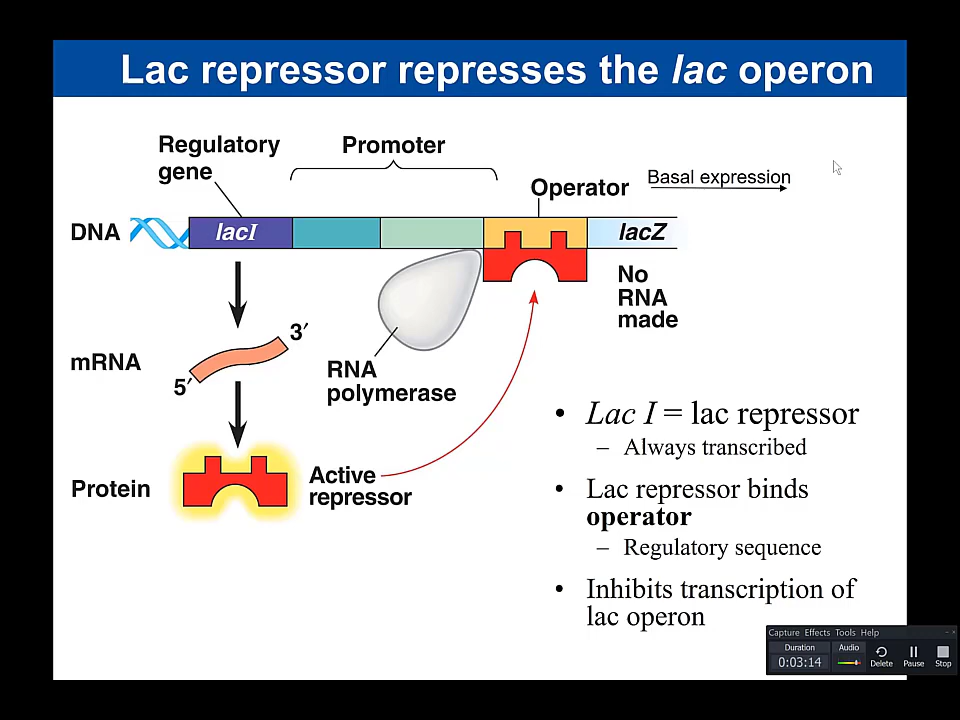 Lac repressor represses the lac operon
Regulatory
gene
Promoter
Operator
Basal expression
DNA
lacI
lacZ
No
RNA
made
3′
mRNA
5′
RNA
polymerase
Protein
Active
repressor
• Lac I = lac repressor
– Always transcribed
• Lac repressor binds
operator
– Regulatory sequence
• Inhibits transcription of
lac operon
Capture Effects Tools Help
Duration
0:03:14
Audio
Delete
Pause
Stop